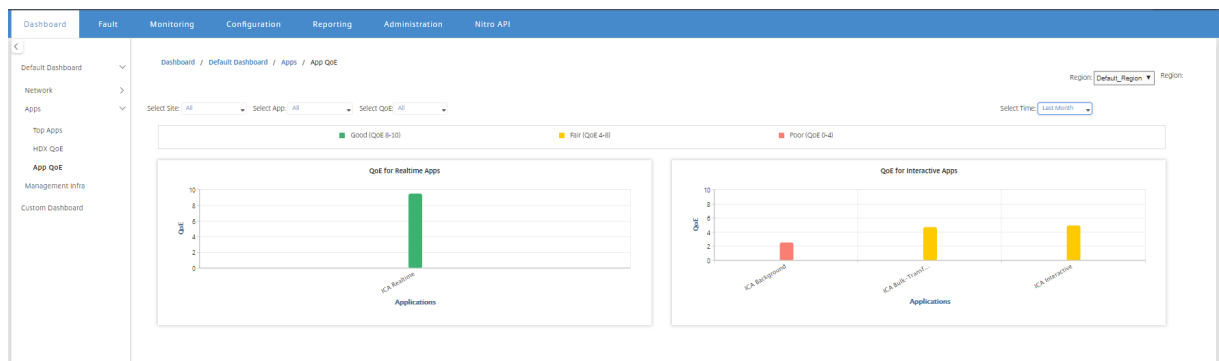 Dashboard Fault Monitoring Configuration Reporting Administration Nitro API
Default Dashboard
Network
Apps
Top Apps
HDX QoE
App QoE
Management Infra
Custom Dashboard
Dashboard / Default Dashboard / Apps / App QoE
Region: Default_Region Region:
Select Site: All Select App: All Select QoE: All Select Time: Last Month
Good (QoE 8-10) Fair (QoE 4-8) Poor (QoE 0-4)
QoE for Realtime Apps
10
8
6
4
2
0
QoE
ICA Realtime
Applications
QoE for Interactive Apps
10
8
6
4
2
0
QoE
ICA Background
ICA Bulk-Transf...
ICA Interactive
Applications